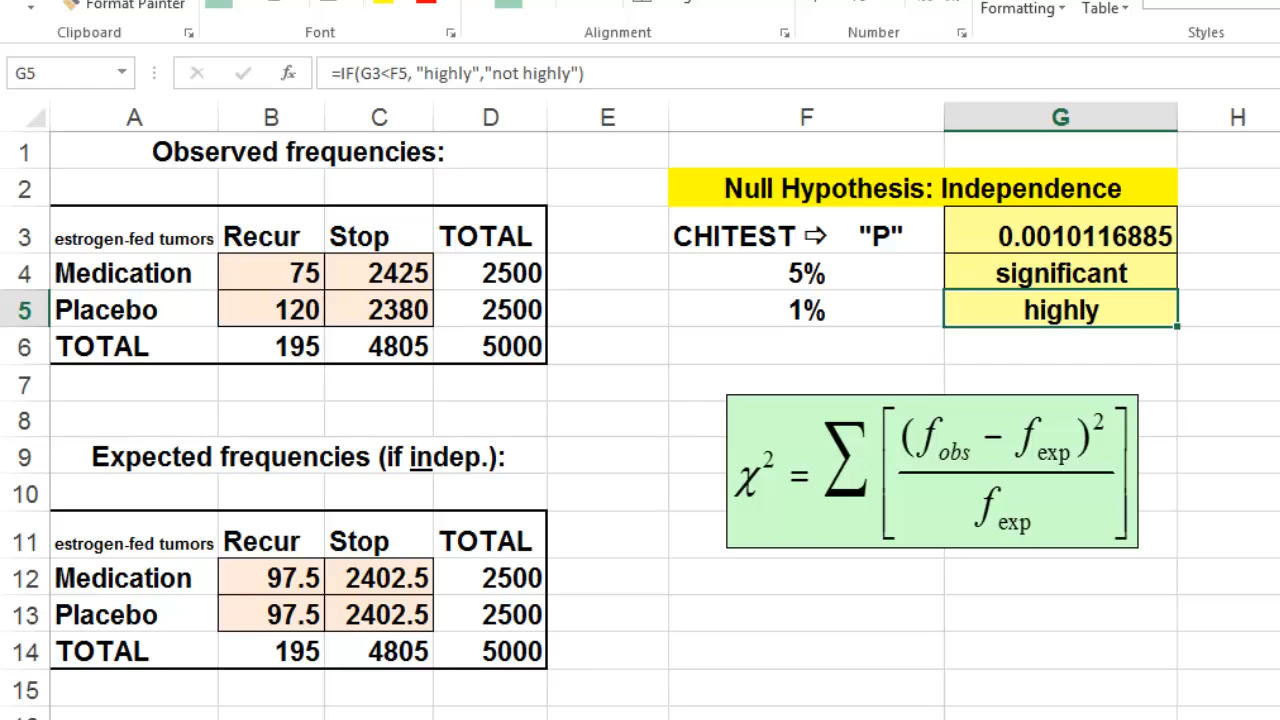 Format Painter
Formatting Table
Clipboard Font Alignment Number Styles
G5 fx =IF(G3<F5, "highly","not highly")
A B C D E F G H
1 Observed frequencies:
2 Null Hypothesis: Independence
3 estrogen-fed tumors Recur Stop TOTAL CHITEST ⇨ "P" 0.0010116885
4 Medication 75 2425 2500 5% significant
5 Placebo 120 2380 2500 1% highly
6 TOTAL 195 4805 5000
7
8
9 Expected frequencies (if indep.):
10
11 estrogen-fed tumors Recur Stop TOTAL
12 Medication 97.5 2402.5 2500
13 Placebo 97.5 2402.5 2500
14 TOTAL 195 4805 5000
15
χ² = ∑ [ (f obs − f exp)² / f exp ]